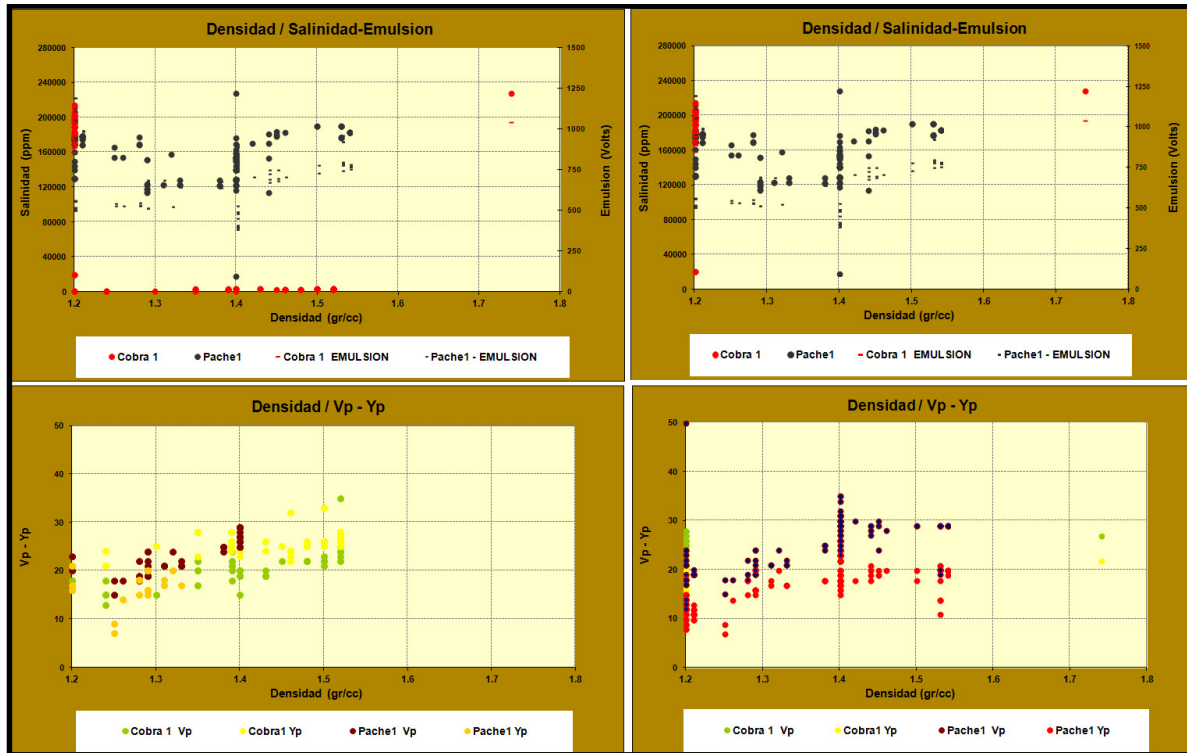 Densidad / Salinidad-Emulsion
280000
240000
200000
160000
120000
80000
40000
0
Salinidad (ppm)
1500
1250
1000
750
500
250
0
Emulsion (Volts)
1.2 1.3 1.4 1.5 1.6 1.7 1.8
Densidad (gr/cc)
Cobra 1 Pache1 Cobra 1 EMULSION Pache1 - EMULSION
Densidad / Salinidad-Emulsion
280000
240000
200000
160000
120000
80000
40000
0
Salinidad (ppm)
1500
1250
1000
750
500
250
0
Emulsion (Volts)
1.2 1.3 1.4 1.5 1.6 1.7 1.8
Densidad (gr/cc)
Cobra 1 Pache1 Cobra 1 EMULSION Pache1 - EMULSION
Densidad / Vp - Yp
50
40
30
20
10
0
Vp - Yp
1.2 1.3 1.4 1.5 1.6 1.7 1.8
Densidad (gr/cc)
Cobra 1 Vp Cobra1 Yp Pache1 Vp Pache1 Yp
Densidad / Vp - Yp
50
40
30
20
10
0
Vp - Yp
1.2 1.3 1.4 1.5 1.6 1.7 1.8
Densidad (gr/cc)
Cobra 1 Vp Cobra1 Yp Pache1 Vp Pache1 Yp